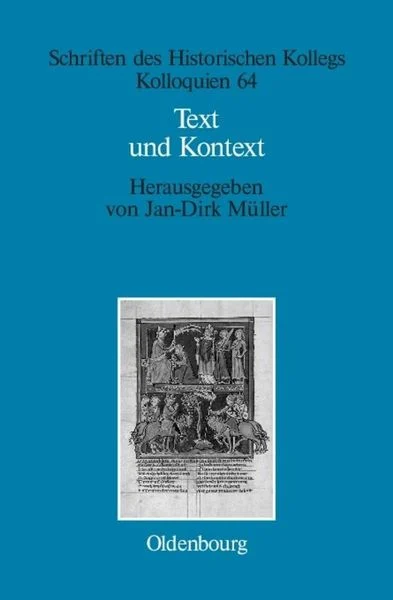 Schriften des Historischen Kollegs
Kolloquien 64
Text
und Kontext
Herausgegeben
von Jan-Dirk Müller
Oldenbourg